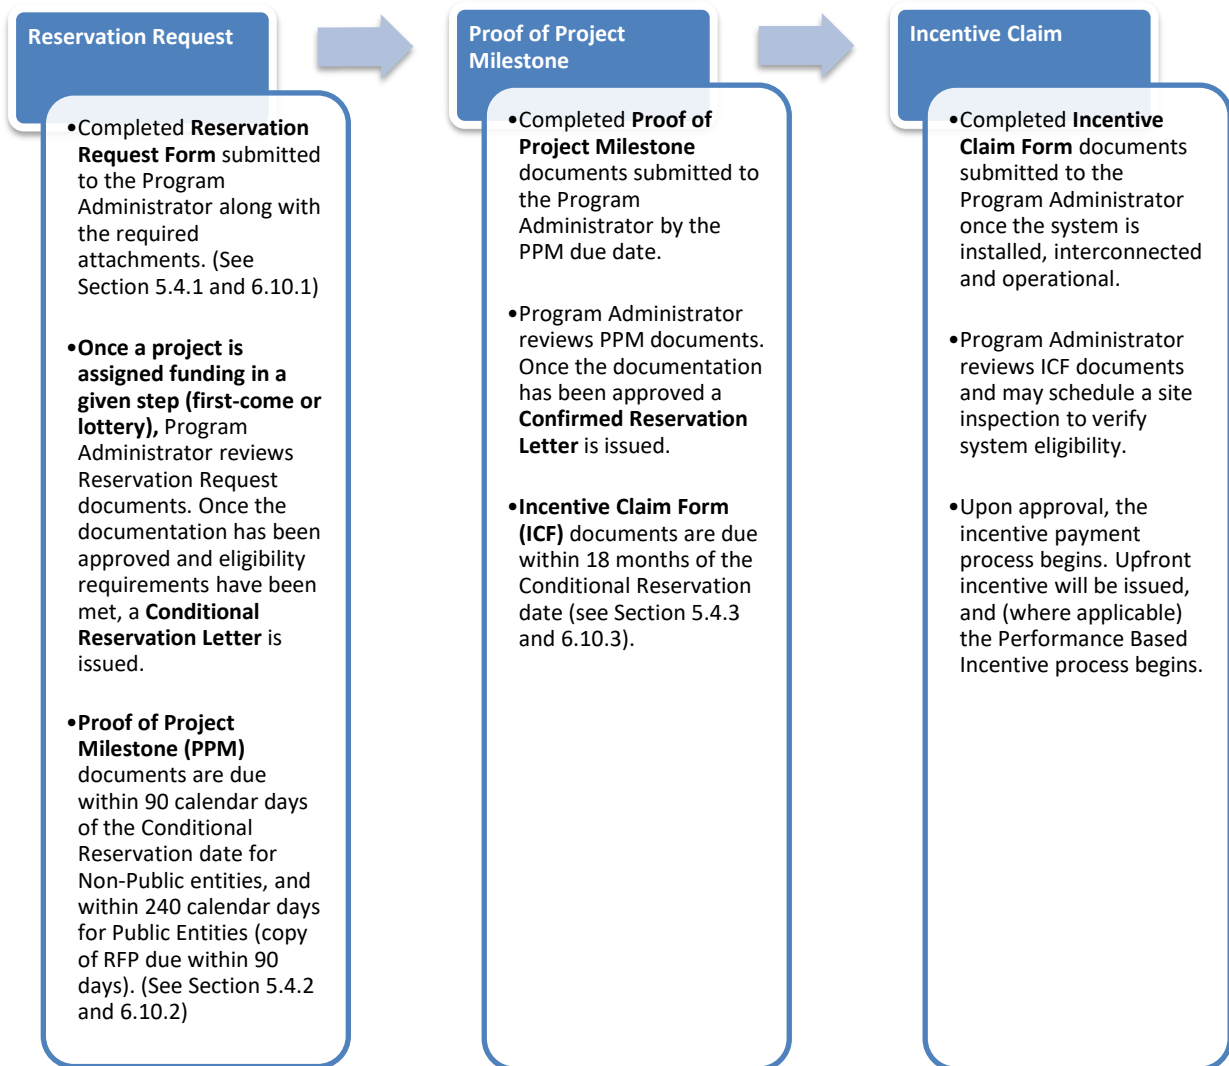 Reservation Request
•Completed Reservation
Request Form submitted
to the Program
Administrator along with
the required
attachments. (See
Section 5.4.1 and 6.10.1)
•Once a project is
assigned funding in a
given step (first-come or
lottery), Program
Administrator reviews
Reservation Request
documents. Once the
documentation has been
approved and eligibility
requirements have been
met, a Conditional
Reservation Letter is
issued.
•Proof of Project
Milestone (PPM)
documents are due
within 90 calendar days
of the Conditional
Reservation date for
Non-Public entities, and
within 240 calendar days
for Public Entities (copy
of RFP due within 90
days). (See Section 5.4.2
and 6.10.2)
Proof of Project
Milestone
•Completed Proof of
Project Milestone
documents submitted to
the Program
Administrator by the
PPM due date.
•Program Administrator
reviews PPM documents.
Once the documentation
has been approved a
Confirmed Reservation
Letter is issued.
•Incentive Claim Form
(ICF) documents are due
within 18 months of the
Conditional Reservation
date (see Section 5.4.3
and 6.10.3).
Incentive Claim
•Completed Incentive
Claim Form documents
submitted to the
Program Administrator
once the system is
installed, interconnected
and operational.
•Program Administrator
reviews ICF documents
and may schedule a site
inspection to verify
system eligibility.
•Upon approval, the
incentive payment
process begins. Upfront
incentive will be issued,
and (where applicable)
the Performance Based
Incentive process begins.